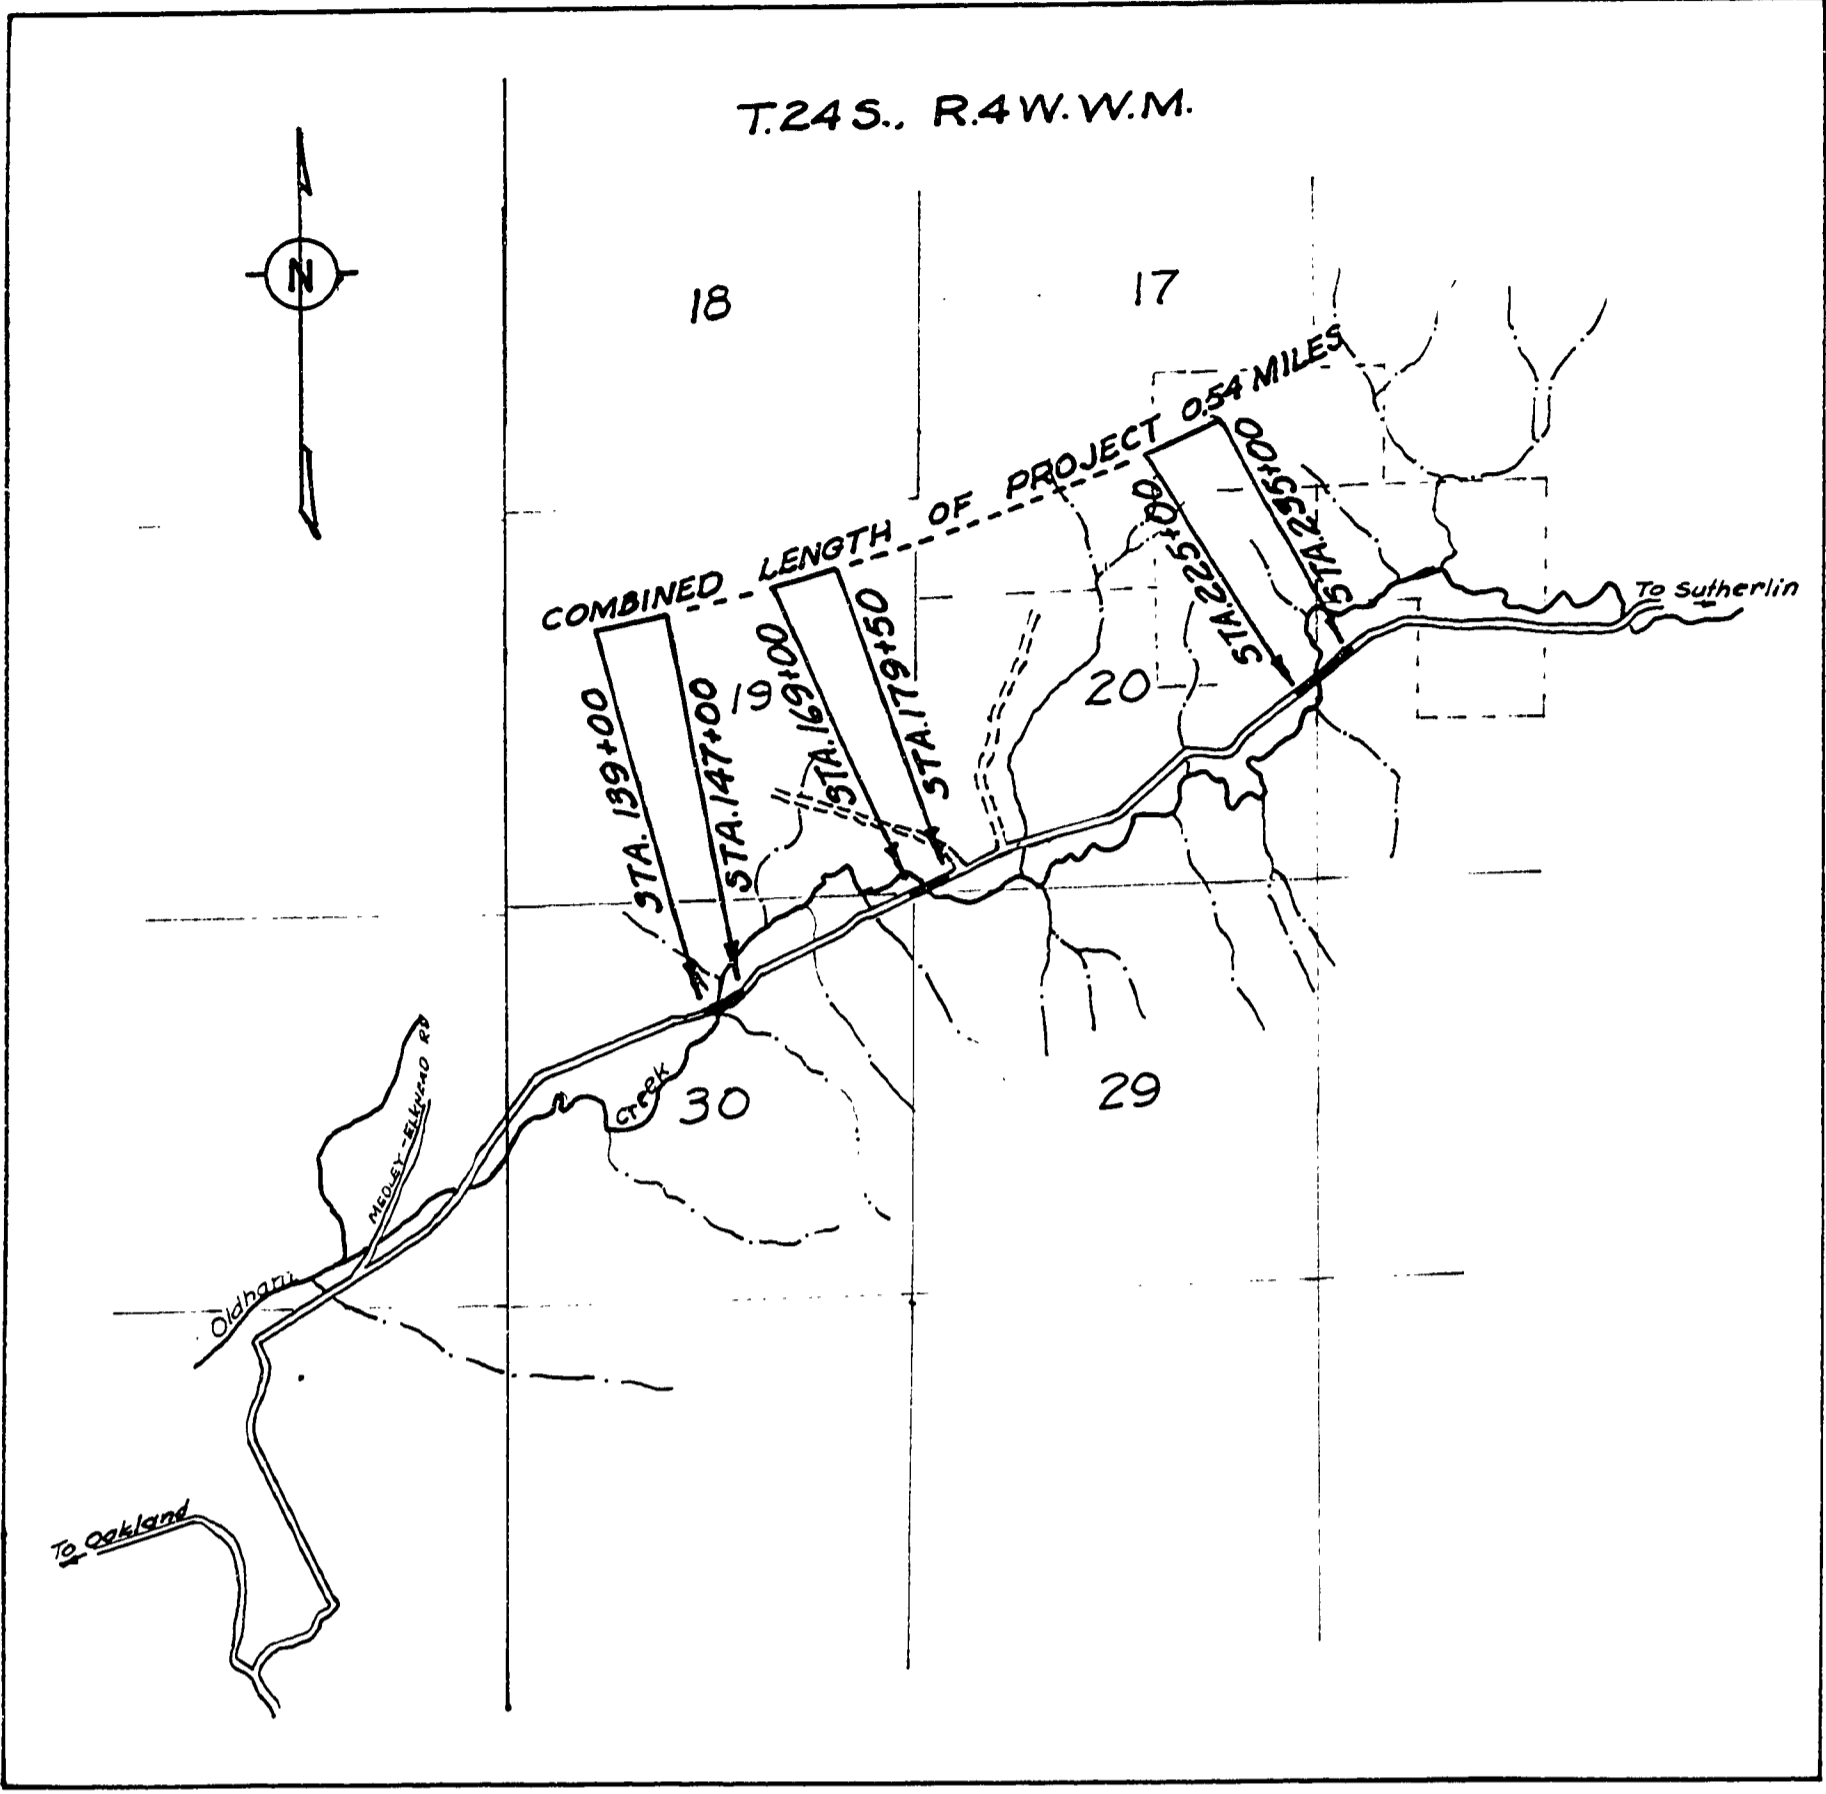 T.24S., R.4W.W.M.
N
18
17
COMBINED LENGTH OF PROJECT 0.54 MILES
STA. 139+00
STA. 147+00
19
STA. 169+00
STA. 179+50
20
STA. 225+00
STA. 235+00
To Sutherlin
30
29
Creek
MEDLEY-ELKHEAD RD
Oldham
To Oakland